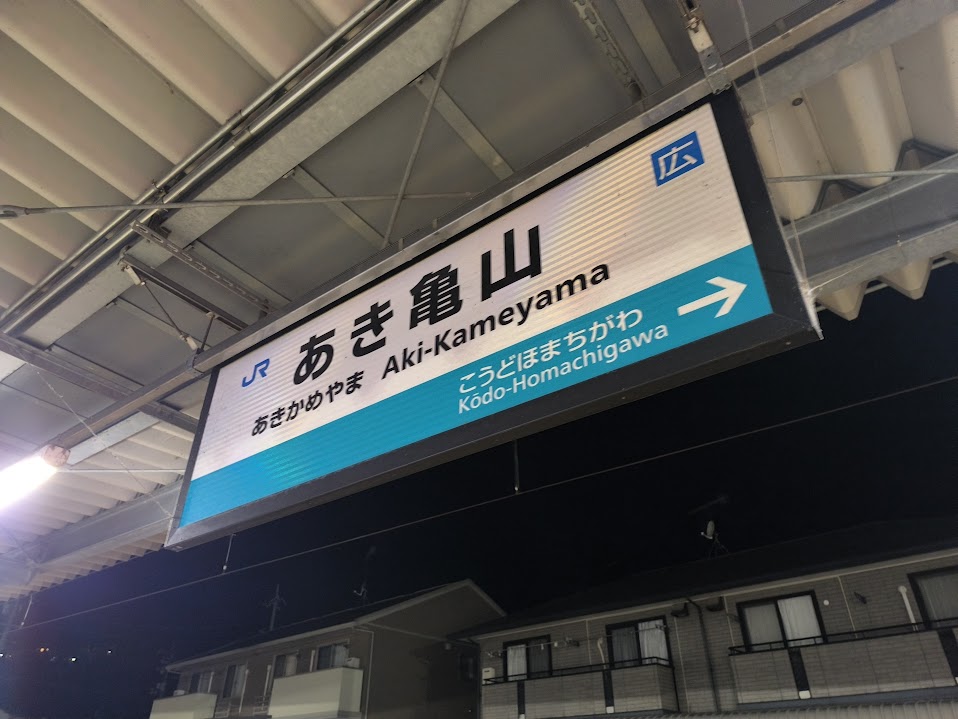 広
JR
あき亀山
あきかめやま Aki-Kameyama
こうどほまちがわ
Kōdo-Homachigawa